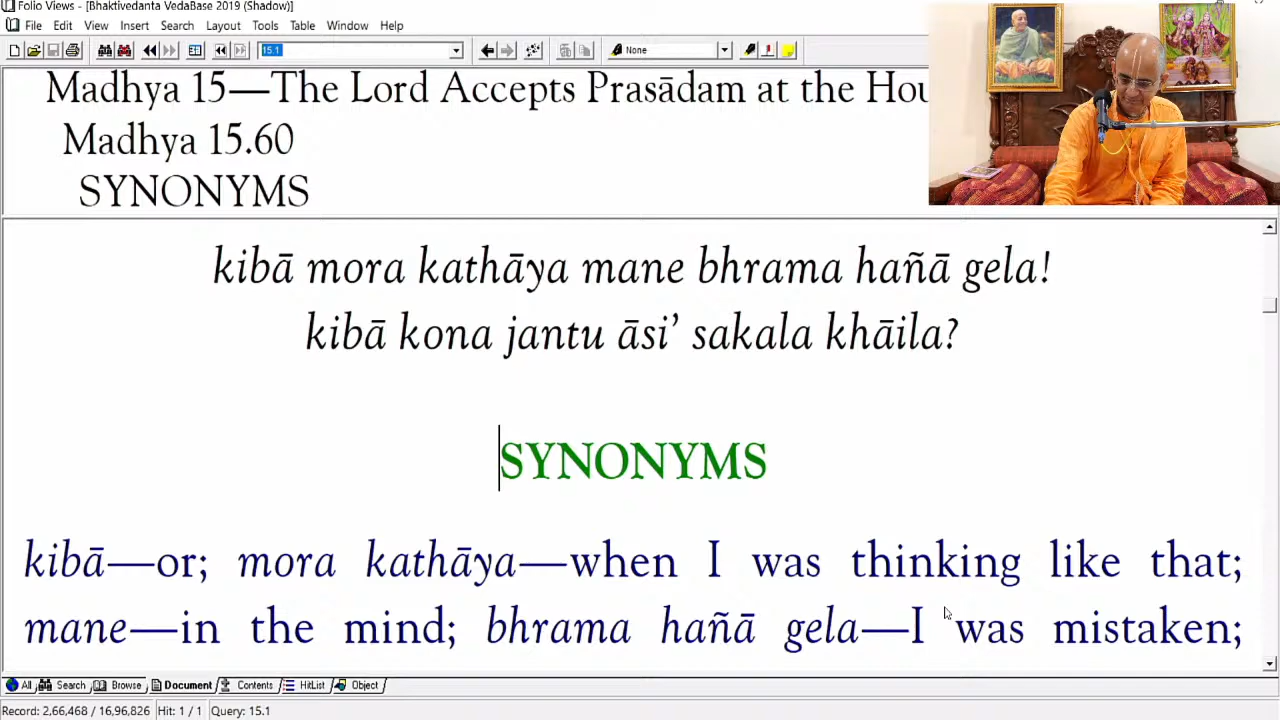 Folio Views - [Bhaktivedanta VedaBase 2019 (Shadow)]
File Edit View Insert Search Layout Tools Table Window Help
15.1 None
Madhya 15—The Lord Accepts Prasādam at the Hou
Madhya 15.60
SYNONYMS
kibā mora kathāya mane bhrama hañā gela!
kibā kona jantu āsi’ sakala khāila?
SYNONYMS
kibā—or; mora kathāya—when I was thinking like that;
mane—in the mind; bhrama hañā gela—I was mistaken;
All Search Browse Document Contents HitList Object
Record: 2,66,468 / 16,96,826 Hit: 1 / 1 Query: 15.1